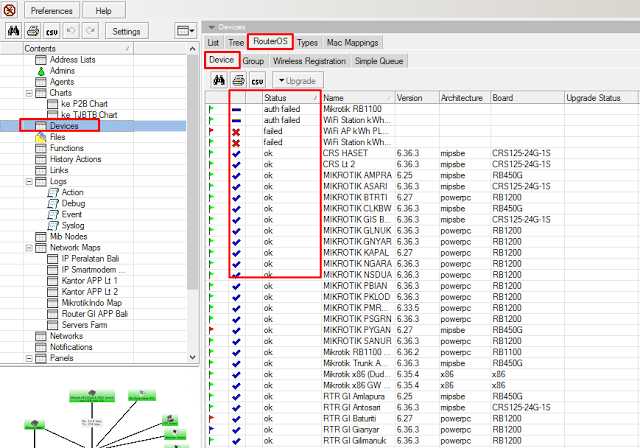 Preferences Help
Settings
CSV
Contents
Address Lists
Admins
Agents
Charts
ke P2B Chart
ke TJBTB Chart
Devices
Files
Functions
History Actions
Links
Logs
Action
Debug
Event
Syslog
Mib Nodes
Network Maps
IP Peralatan Bali
IP Smartmodem ...
Kantor APP Lt 1
Kantor APP Lt 2
MikrotikIndo Map
Router GI APP Bali
Servers Farm
Networks
Notifications
Panels
Devices
List Tree RouterOS Types Mac Mappings
Device Group Wireless Registration Simple Queue
CSV Upgrade
Status Name Version Architecture Board Upgrade Status
auth failed Mikrotik RB1100
auth failed WiFi Station kWh...
failed WiFi AP kWh PL...
failed WiFi Station kWh...
ok CRS HASET 6.36.3 mipsbe CRS125-24G-1S
ok CRS Lt 2 6.36.3 mipsbe CRS125-24G-1S
ok MIKROTIK AMPRA 6.25 mipsbe RB450G
ok MIKROTIK ASARI 6.36.3 mipsbe CRS125-24G-1S
ok MIKROTIK BTRTI 6.27 powerpc RB1200
ok MIKROTIK CLKBW 6.36.3 mipsbe RB450G
ok MIKROTIK GIS B... 6.36.3 mipsbe CRS125-24G-1S
ok MIKROTIK GLNUK 6.36.3 powerpc RB1200
ok MIKROTIK GNYAR 6.36.3 powerpc RB1200
ok MIKROTIK KAPAL 6.27 powerpc RB1200
ok MIKROTIK NGARA 6.36.3 powerpc RB1200
ok MIKROTIK NSDUA 6.36.3 powerpc RB1200
ok MIKROTIK PBIAN 6.36.3 powerpc RB1200
ok MIKROTIK PKLOD 6.36.3 powerpc RB1200
ok MIKROTIK PMR... 6.33.5 powerpc RB1200
ok MIKROTIK PSGRN 6.36.3 powerpc RB1200
ok MIKROTIK PYGAN 6.27 mipsbe RB450G
ok MIKROTIK SANUR 6.36.3 powerpc RB1200
ok Mikrotik RB1100 ... 6.36.2 powerpc RB1100
ok Mikrotik Trunk A... 6.36.3 mipsbe RB450G
ok Mikrotik x86 (Dud... 6.35.4 x86 x86
ok Mikrotik x86 GW ... 6.35.4 x86 x86
ok RTR GI Amlapura 6.36.3 mipsbe RB450G
ok RTR GI Antosari 6.36.3 mipsbe CRS125-24G-1S
ok RTR GI Baturiti 6.27 powerpc RB1200
ok RTR GI Gianyar 6.36.3 powerpc RB1200
ok RTR GI Gilimanuk 6.36.3 powerpc RB1200